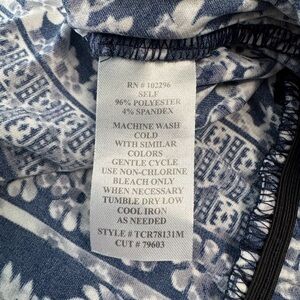 RN # 102296
SELF
96% POLYESTER
4% SPANDEX
MACHINE WASH
COLD
WITH SIMILAR
COLORS
GENTLE CYCLE
USE NON-CHLORINE
BLEACH ONLY
WHEN NECESSARY
TUMBLE DRY LOW
COOL IRON
AS NEEDED
STYLE # TCR78131M
CUT # 79603